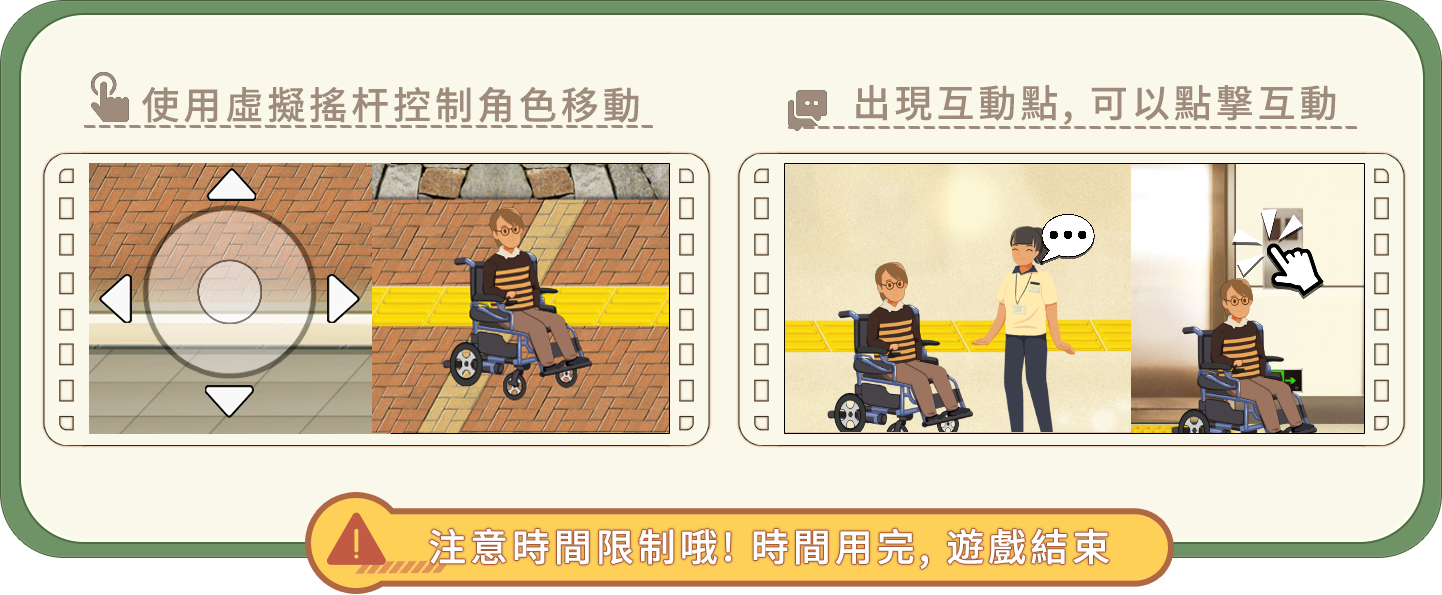 使用虛擬搖杆控制角色移動
出現互動點, 可以點擊互動
注意時間限制哦! 時間用完, 遊戲結束